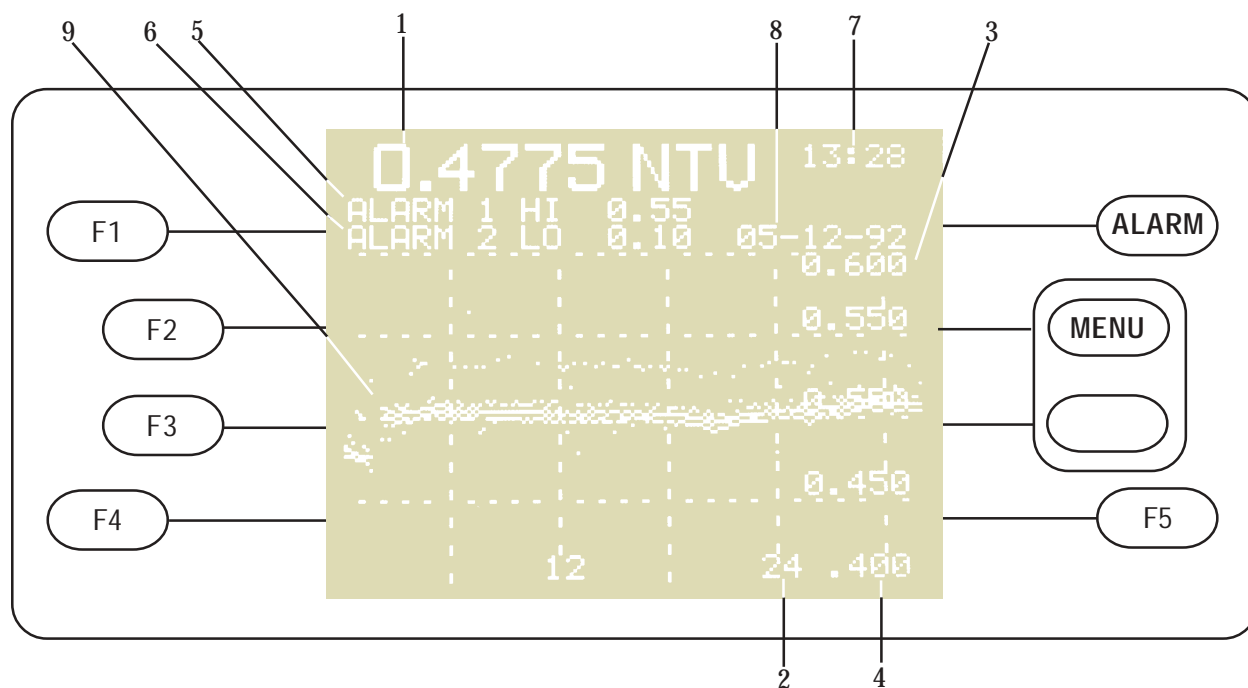 9 6 5 1 8 7 3
0.4775 NTU 13:28
ALARM 1 HI 0.55
ALARM 2 LO 0.10 05-12-92
0.600
0.550
0.450
12 24 .400
F1
F2
F3
F4
ALARM
MENU
F5
2 4